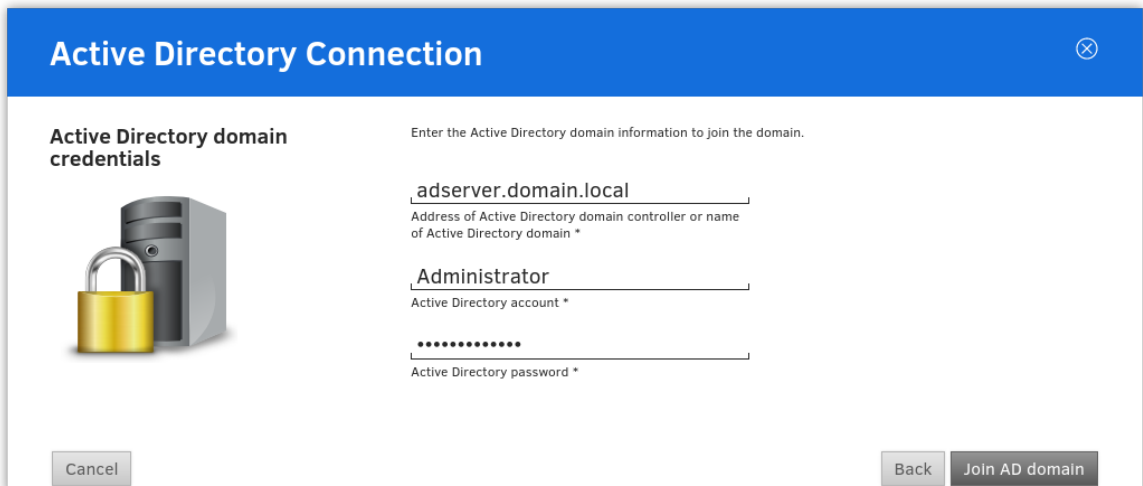 Active Directory Connection
Active Directory domain
credentials
Enter the Active Directory domain information to join the domain.
adserver.domain.local
Address of Active Directory domain controller or name
of Active Directory domain *
Administrator
Active Directory account *
•••••••••••••
Active Directory password *
Cancel
Back
Join AD domain